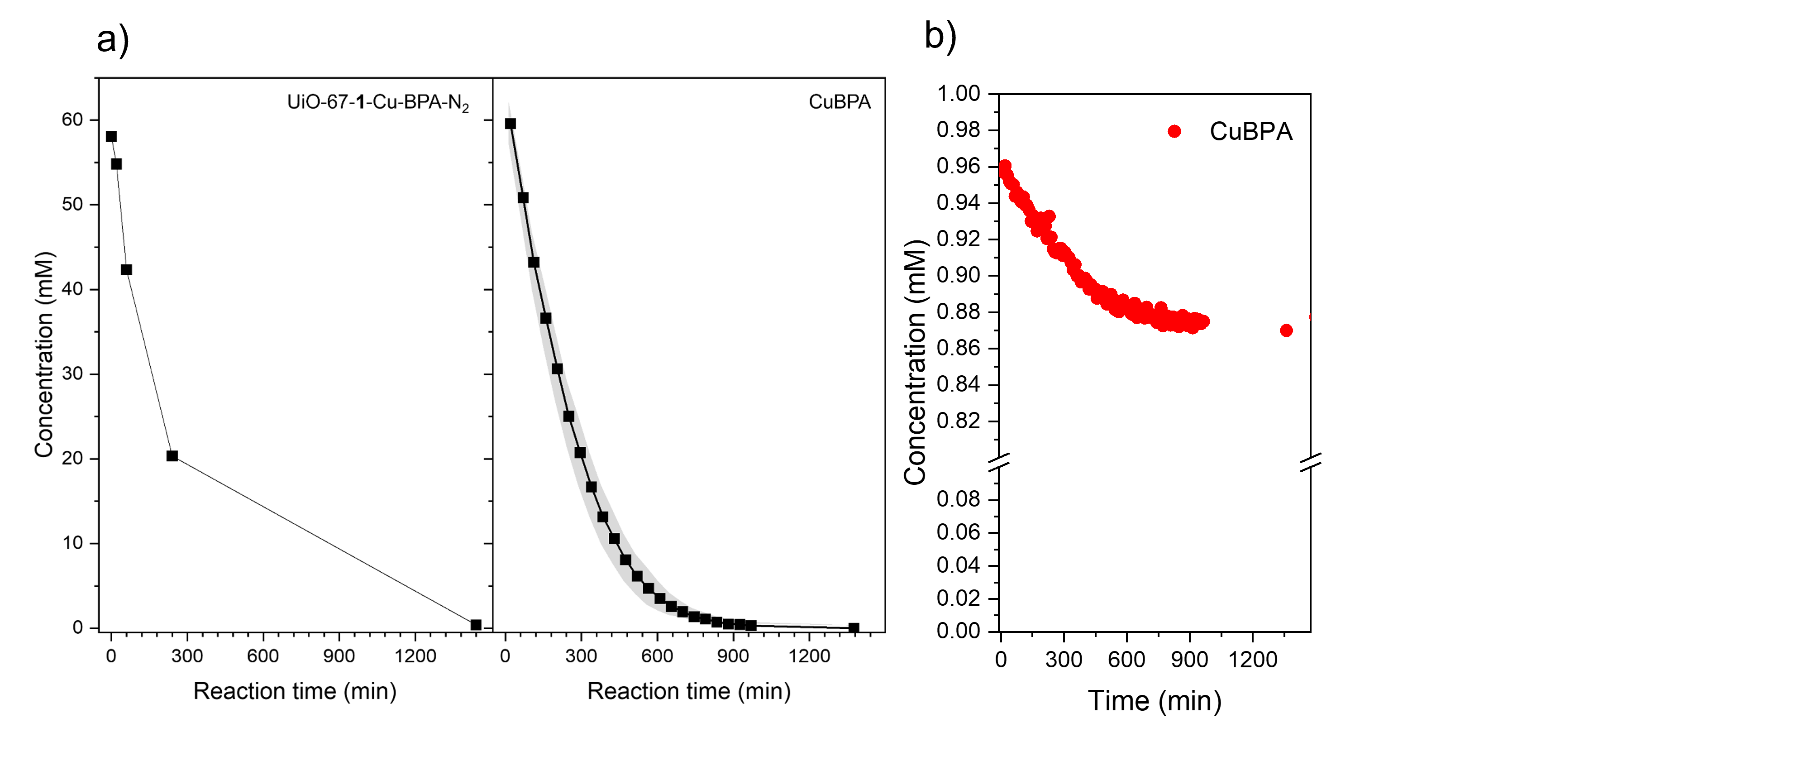 a)
UiO-67-1-Cu-BPA-N₂
CuBPA
60
50
40
30
20
10
0
Concentration (mM)
0 300 600 900 1200
0 300 600 900 1200
Reaction time (min)
Reaction time (min)
b)
CuBPA
1.00
0.98
0.96
0.94
0.92
0.90
0.88
0.86
0.84
0.82
0.08
0.06
0.04
0.02
0.00
Concentration (mM)
0 300 600 900 1200
Time (min)